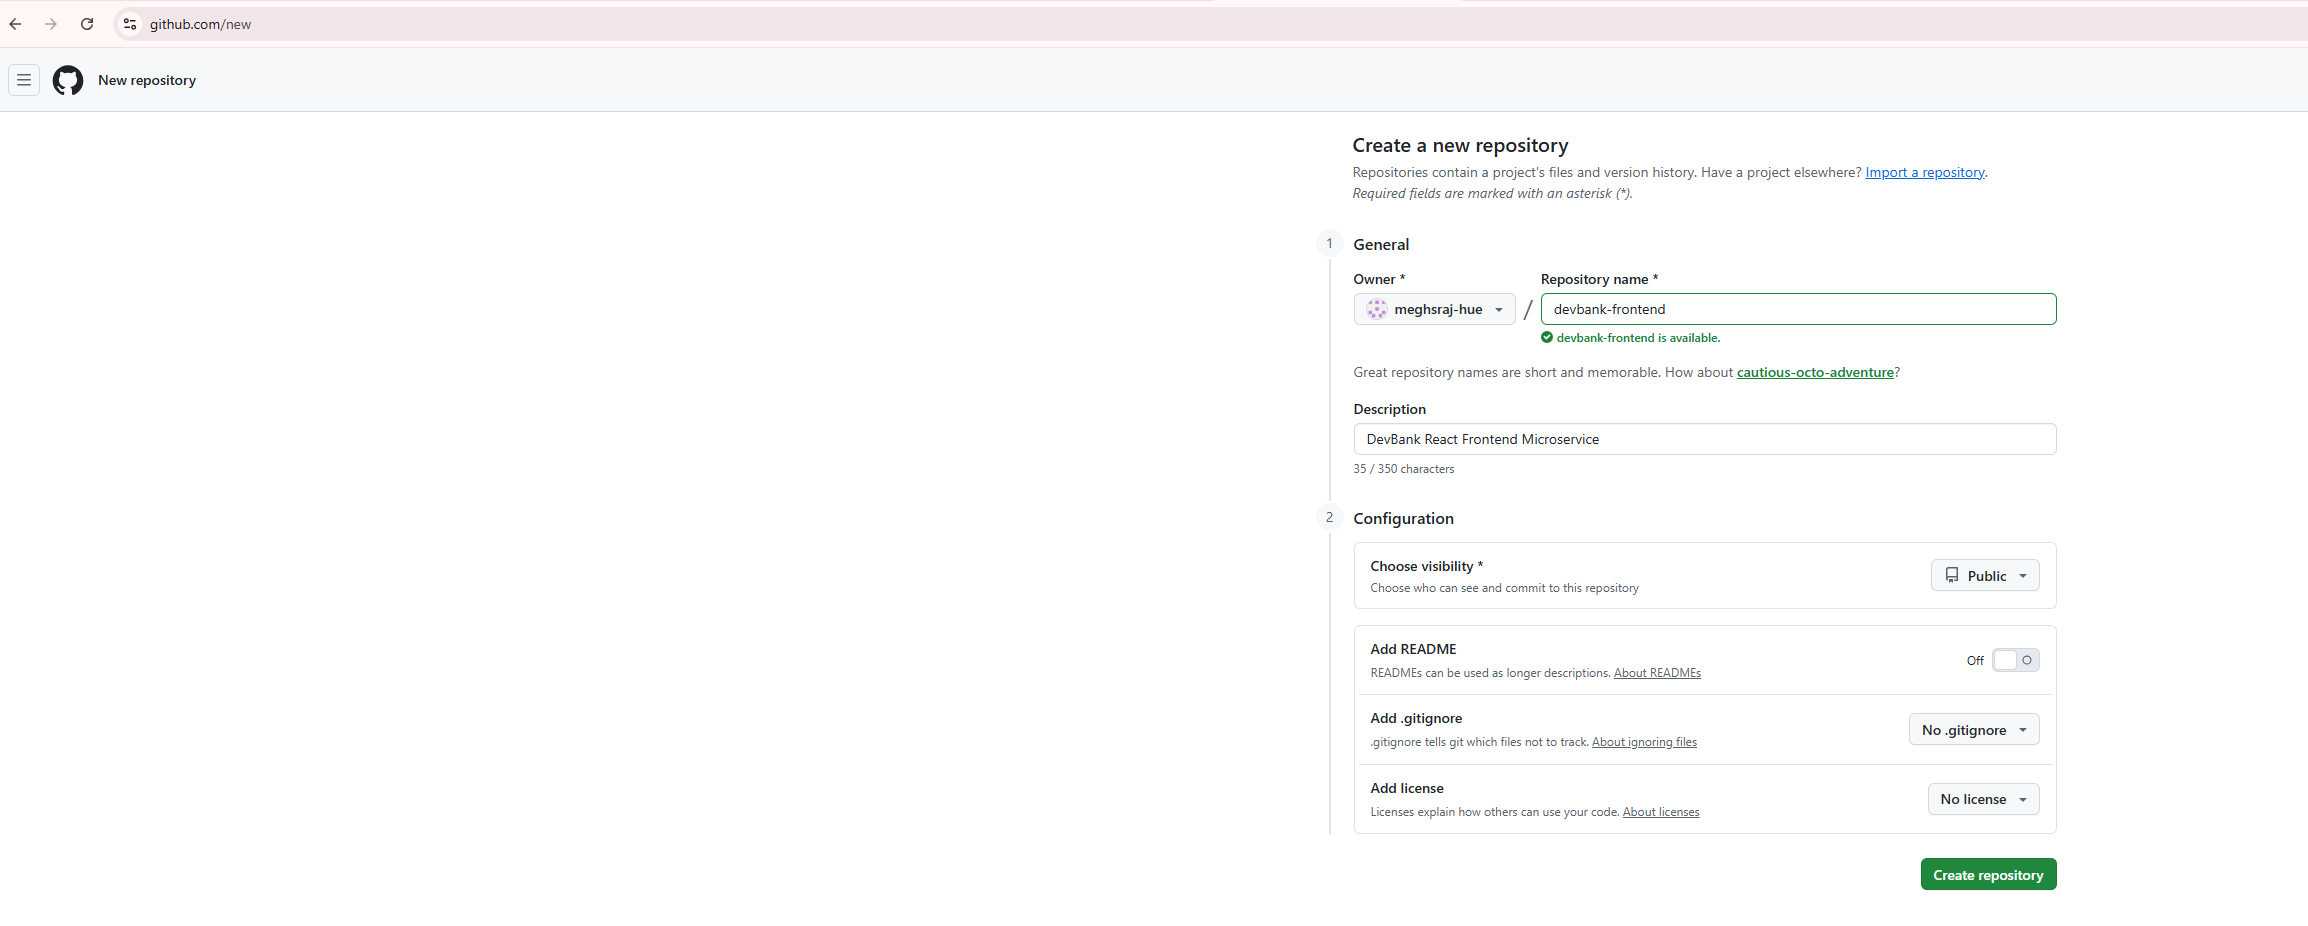 github.com/new
New repository
Create a new repository
Repositories contain a project's files and version history. Have a project elsewhere? Import a repository.
Required fields are marked with an asterisk (*).
1 General
Owner * Repository name *
meghsraj-hue / devbank-frontend
devbank-frontend is available.
Great repository names are short and memorable. How about cautious-octo-adventure?
Description
DevBank React Frontend Microservice
35 / 350 characters
2 Configuration
Choose visibility *
Public
Choose who can see and commit to this repository
Add README
Off
READMEs can be used as longer descriptions. About READMEs
Add .gitignore
No .gitignore
.gitignore tells git which files not to track. About ignoring files
Add license
No license
Licenses explain how others can use your code. About licenses
Create repository